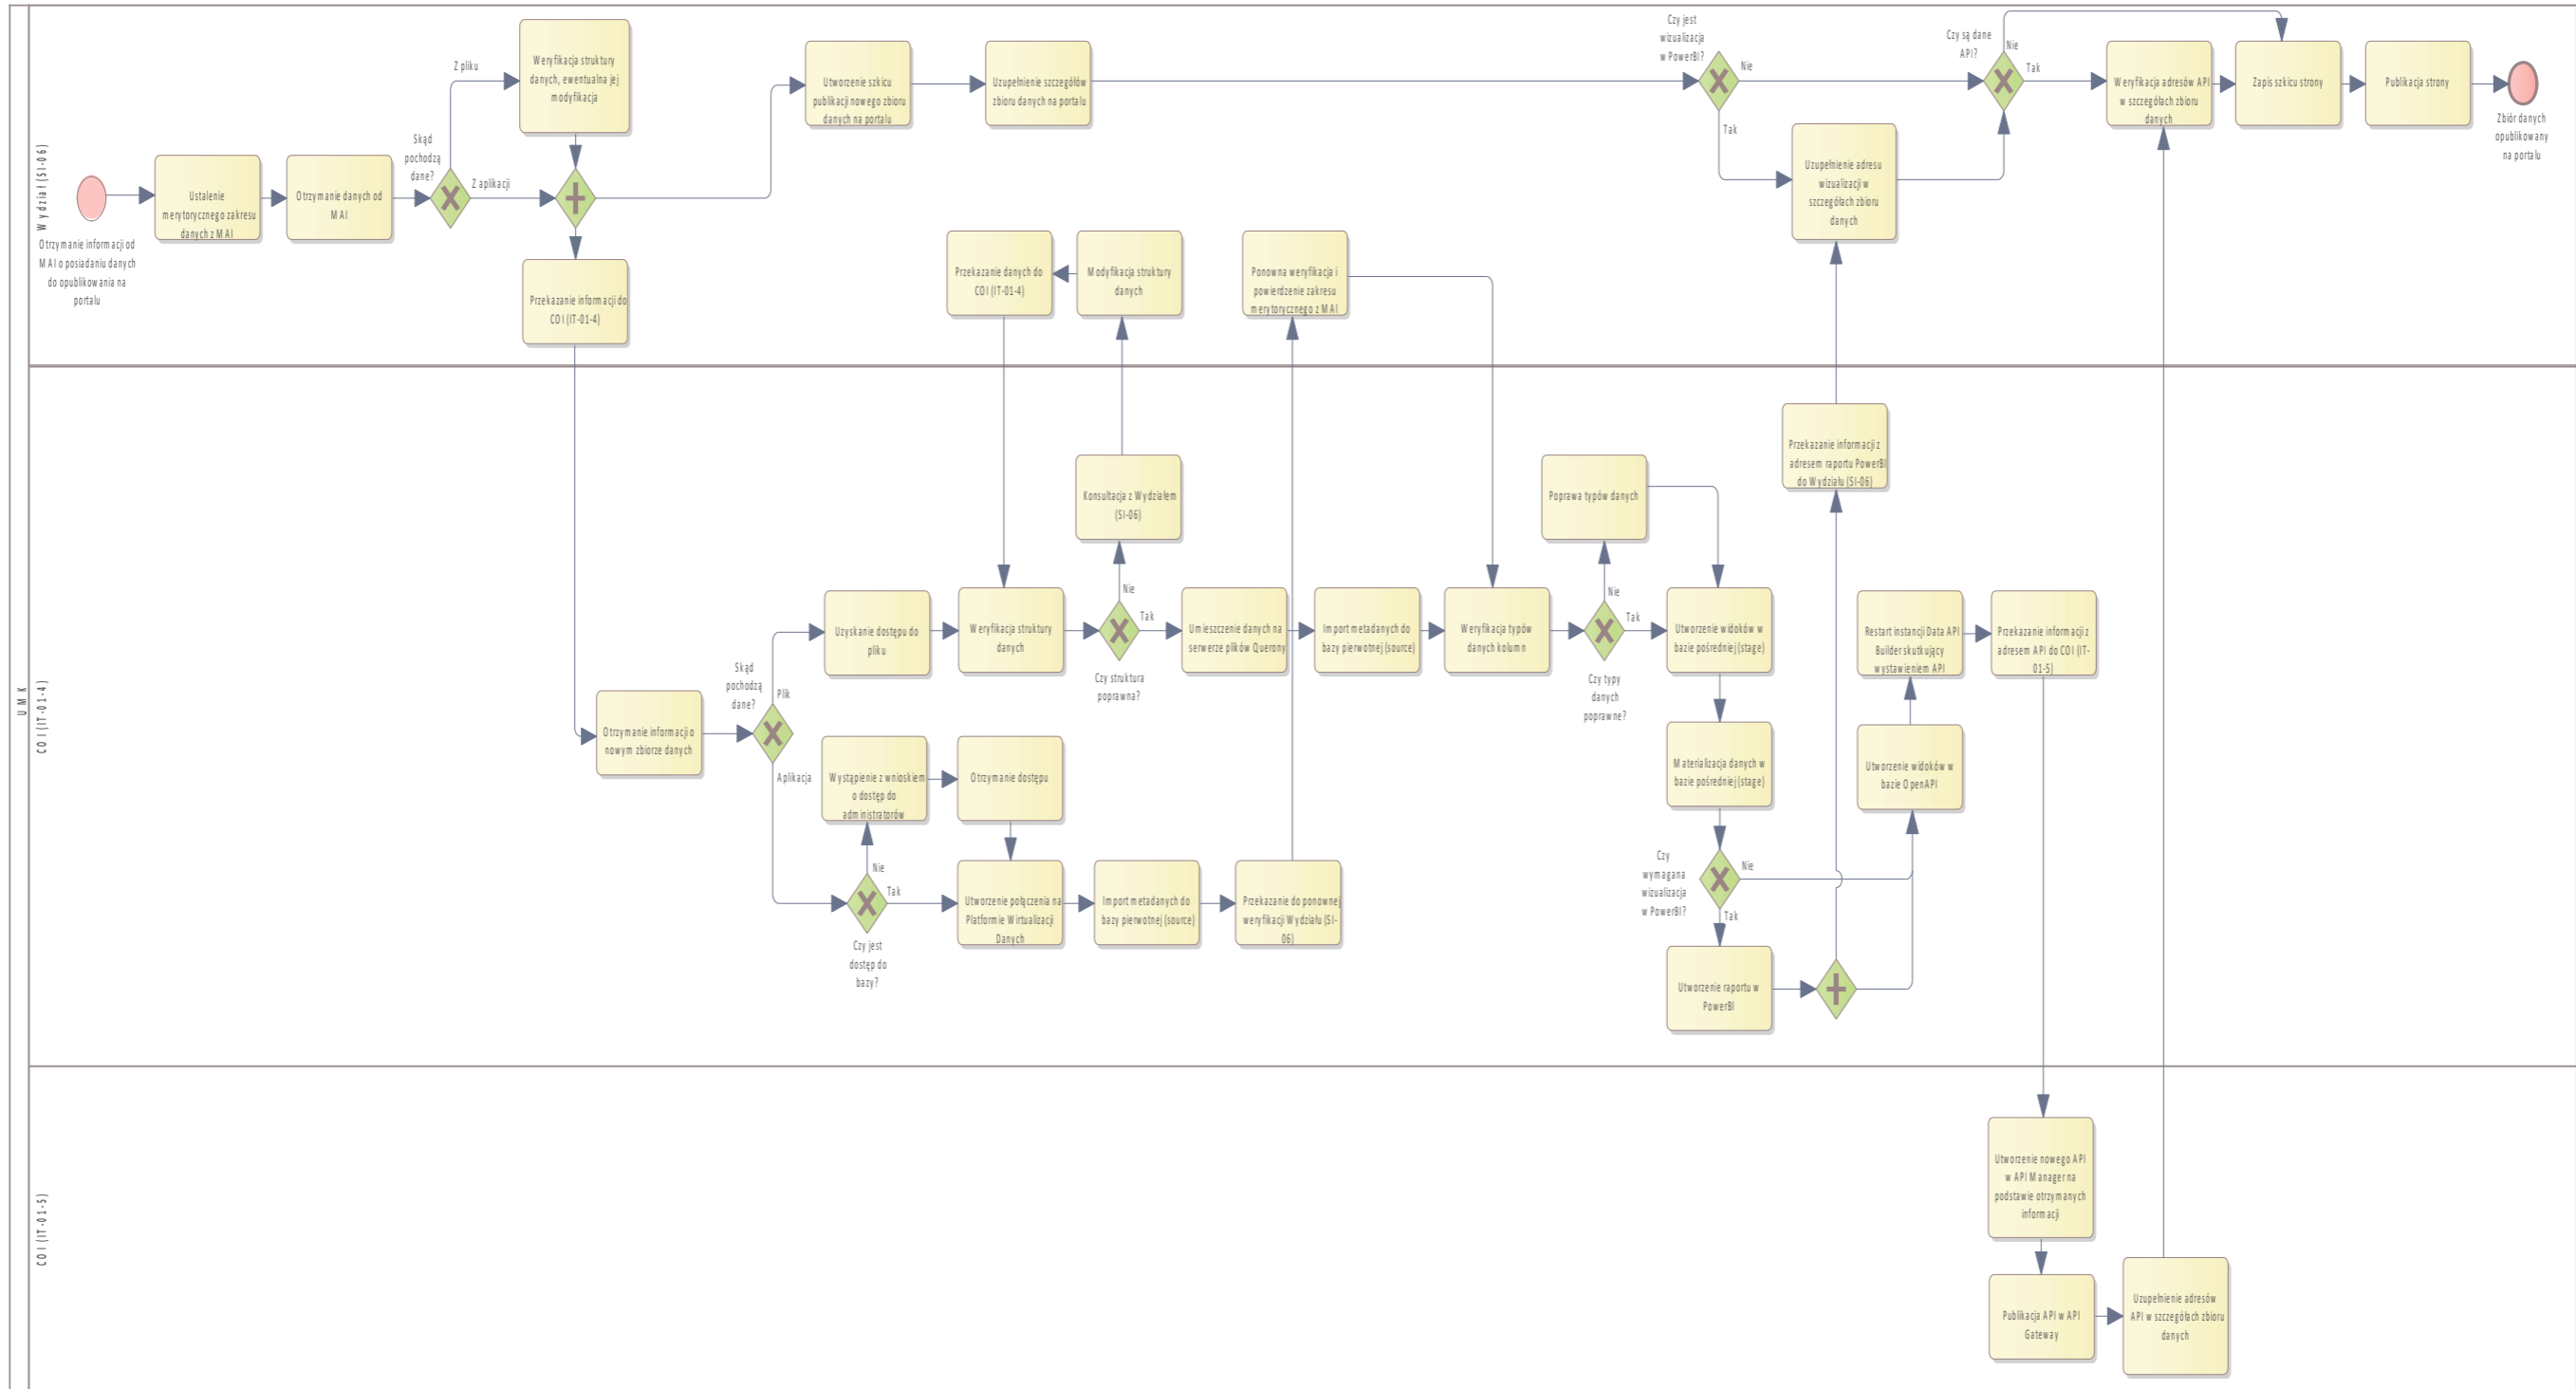 UMWM
Wydział (SI-06)
Otrzymanie informacji od
MAI o posiadaniu danych
do opublikowania na
portalu
Ustalenie
merytorycznego zakresu
danych z MAI
Otrzymanie danych od
MAI
Skąd
pochodzą
dane?
Z pliku
Z aplikacji
Weryfikacja struktury
danych, ewentualna jej
modyfikacja
Przekazanie informacji do
COI (IT-01-4)
Utworzenie szkicu
publikacji nowego zbioru
danych na portalu
Uzupełnienie szczegółów
zbioru danych na portalu
Przekazanie danych do
COI (IT-01-4)
Modyfikacja struktury
danych
Ponowna weryfikacja i
powierdzenie zakresu
merytorycznego z MAI
Czy jest
wizualizacja
w PowerBI?
Nie
Tak
Uzupełnienie adresu
wizualizacji w
szczegółach zbioru
danych
Czy są dane
API?
Nie
Tak
Weryfikacja adresów API
w szczegółach zbioru
danych
Zapis szkicu strony
Publikacja strony
Zbiór danych
opublikowany
na portalu
COI (IT-01-4)
Otrzymanie informacji o
nowym zbiorze danych
Skąd
pochodzą
dane?
Plik
Aplikacja
Uzyskanie dostępu do
pliku
Weryfikacja struktury
danych
Konsultacja z Wydziałem
(SI-06)
Nie
Tak
Czy struktura
poprawna?
Umieszczenie danych na
serwerze plików Querony
Import metadanych do
bazy pierwotnej (source)
Weryfikacja typów
danych kolumn
Poprawa typów danych
Nie
Tak
Czy typy
danych
poprawne?
Utworzenie widoków w
bazie pośredniej (stage)
Materializacja danych w
bazie pośredniej (stage)
Wystąpienie z wnioskiem
o dostęp do
administratorów
Otrzymanie dostępu
Nie
Tak
Czy jest
dostęp do
bazy?
Utworzenie połączenia na
Platformie Wirtualizacji
Danych
Import metadanych do
bazy pierwotnej (source)
Przekazanie do ponownej
weryfikacji Wydziału (SI-
06)
Czy
wymagana
wizualizacja
w PowerBI?
Nie
Tak
Utworzenie raportu w
PowerBI
Przekazanie informacji z
adresem raportu PowerBI
do Wydziału (SI-06)
Utworzenie widoków w
bazie OpenAPI
Restart instancji Data API
Builder skutkujący
wystawieniem API
Przekazanie informacji z
adresem API do COI (IT-
01-5)
COI (IT-01-5)
Utworzenie nowego API
w API Manager na
podstawie otrzymanych
informacji
Publikacja API w API
Gateway
Uzupełnienie adresów
API w szczegółach zbioru
danych